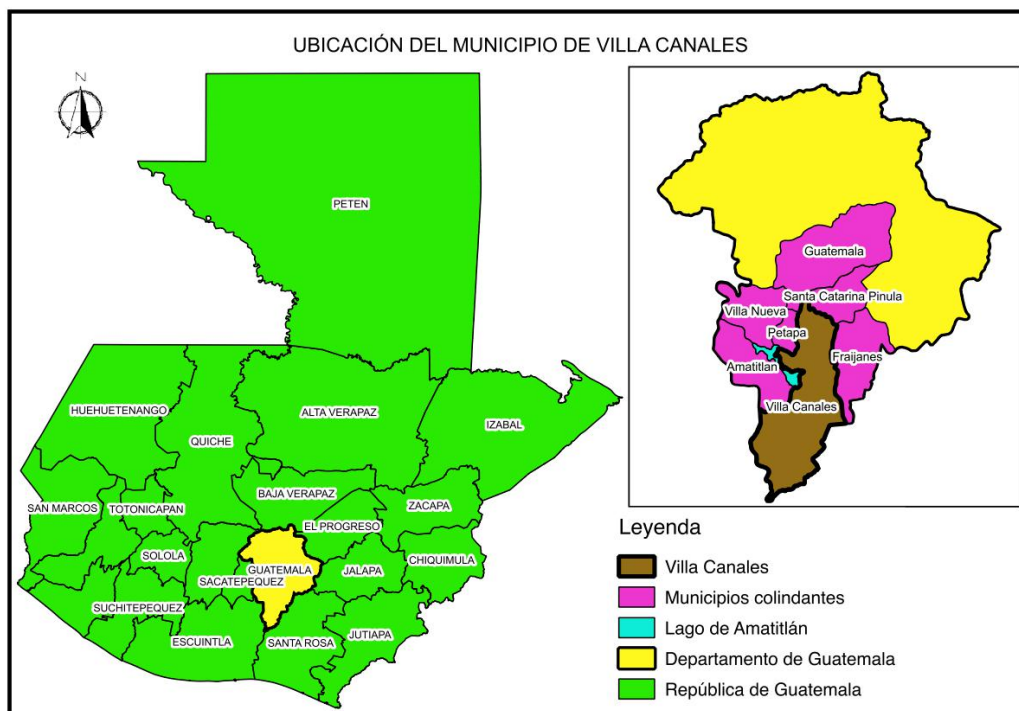 UBICACIÓN DEL MUNICIPIO DE VILLA CANALES
N
PETEN
HUEHUETENANGO
QUICHE
ALTA VERAPAZ
IZABAL
SAN MARCOS
TOTONICAPAN
BAJA VERAPAZ
ZACAPA
EL PROGRESO
SOLOLA
GUATEMALA
SACATEPEQUEZ
JALAPA
CHIQUIMULA
SUCHITEPEQUEZ
ESCUINTLA
SANTA ROSA
JUTIAPA
Guatemala
Santa Catarina Pinula
Villa Nueva
Petapa
Fraijanes
Amatitlan
Villa Canales
Leyenda
Villa Canales
Municipios colindantes
Lago de Amatitlán
Departamento de Guatemala
República de Guatemala